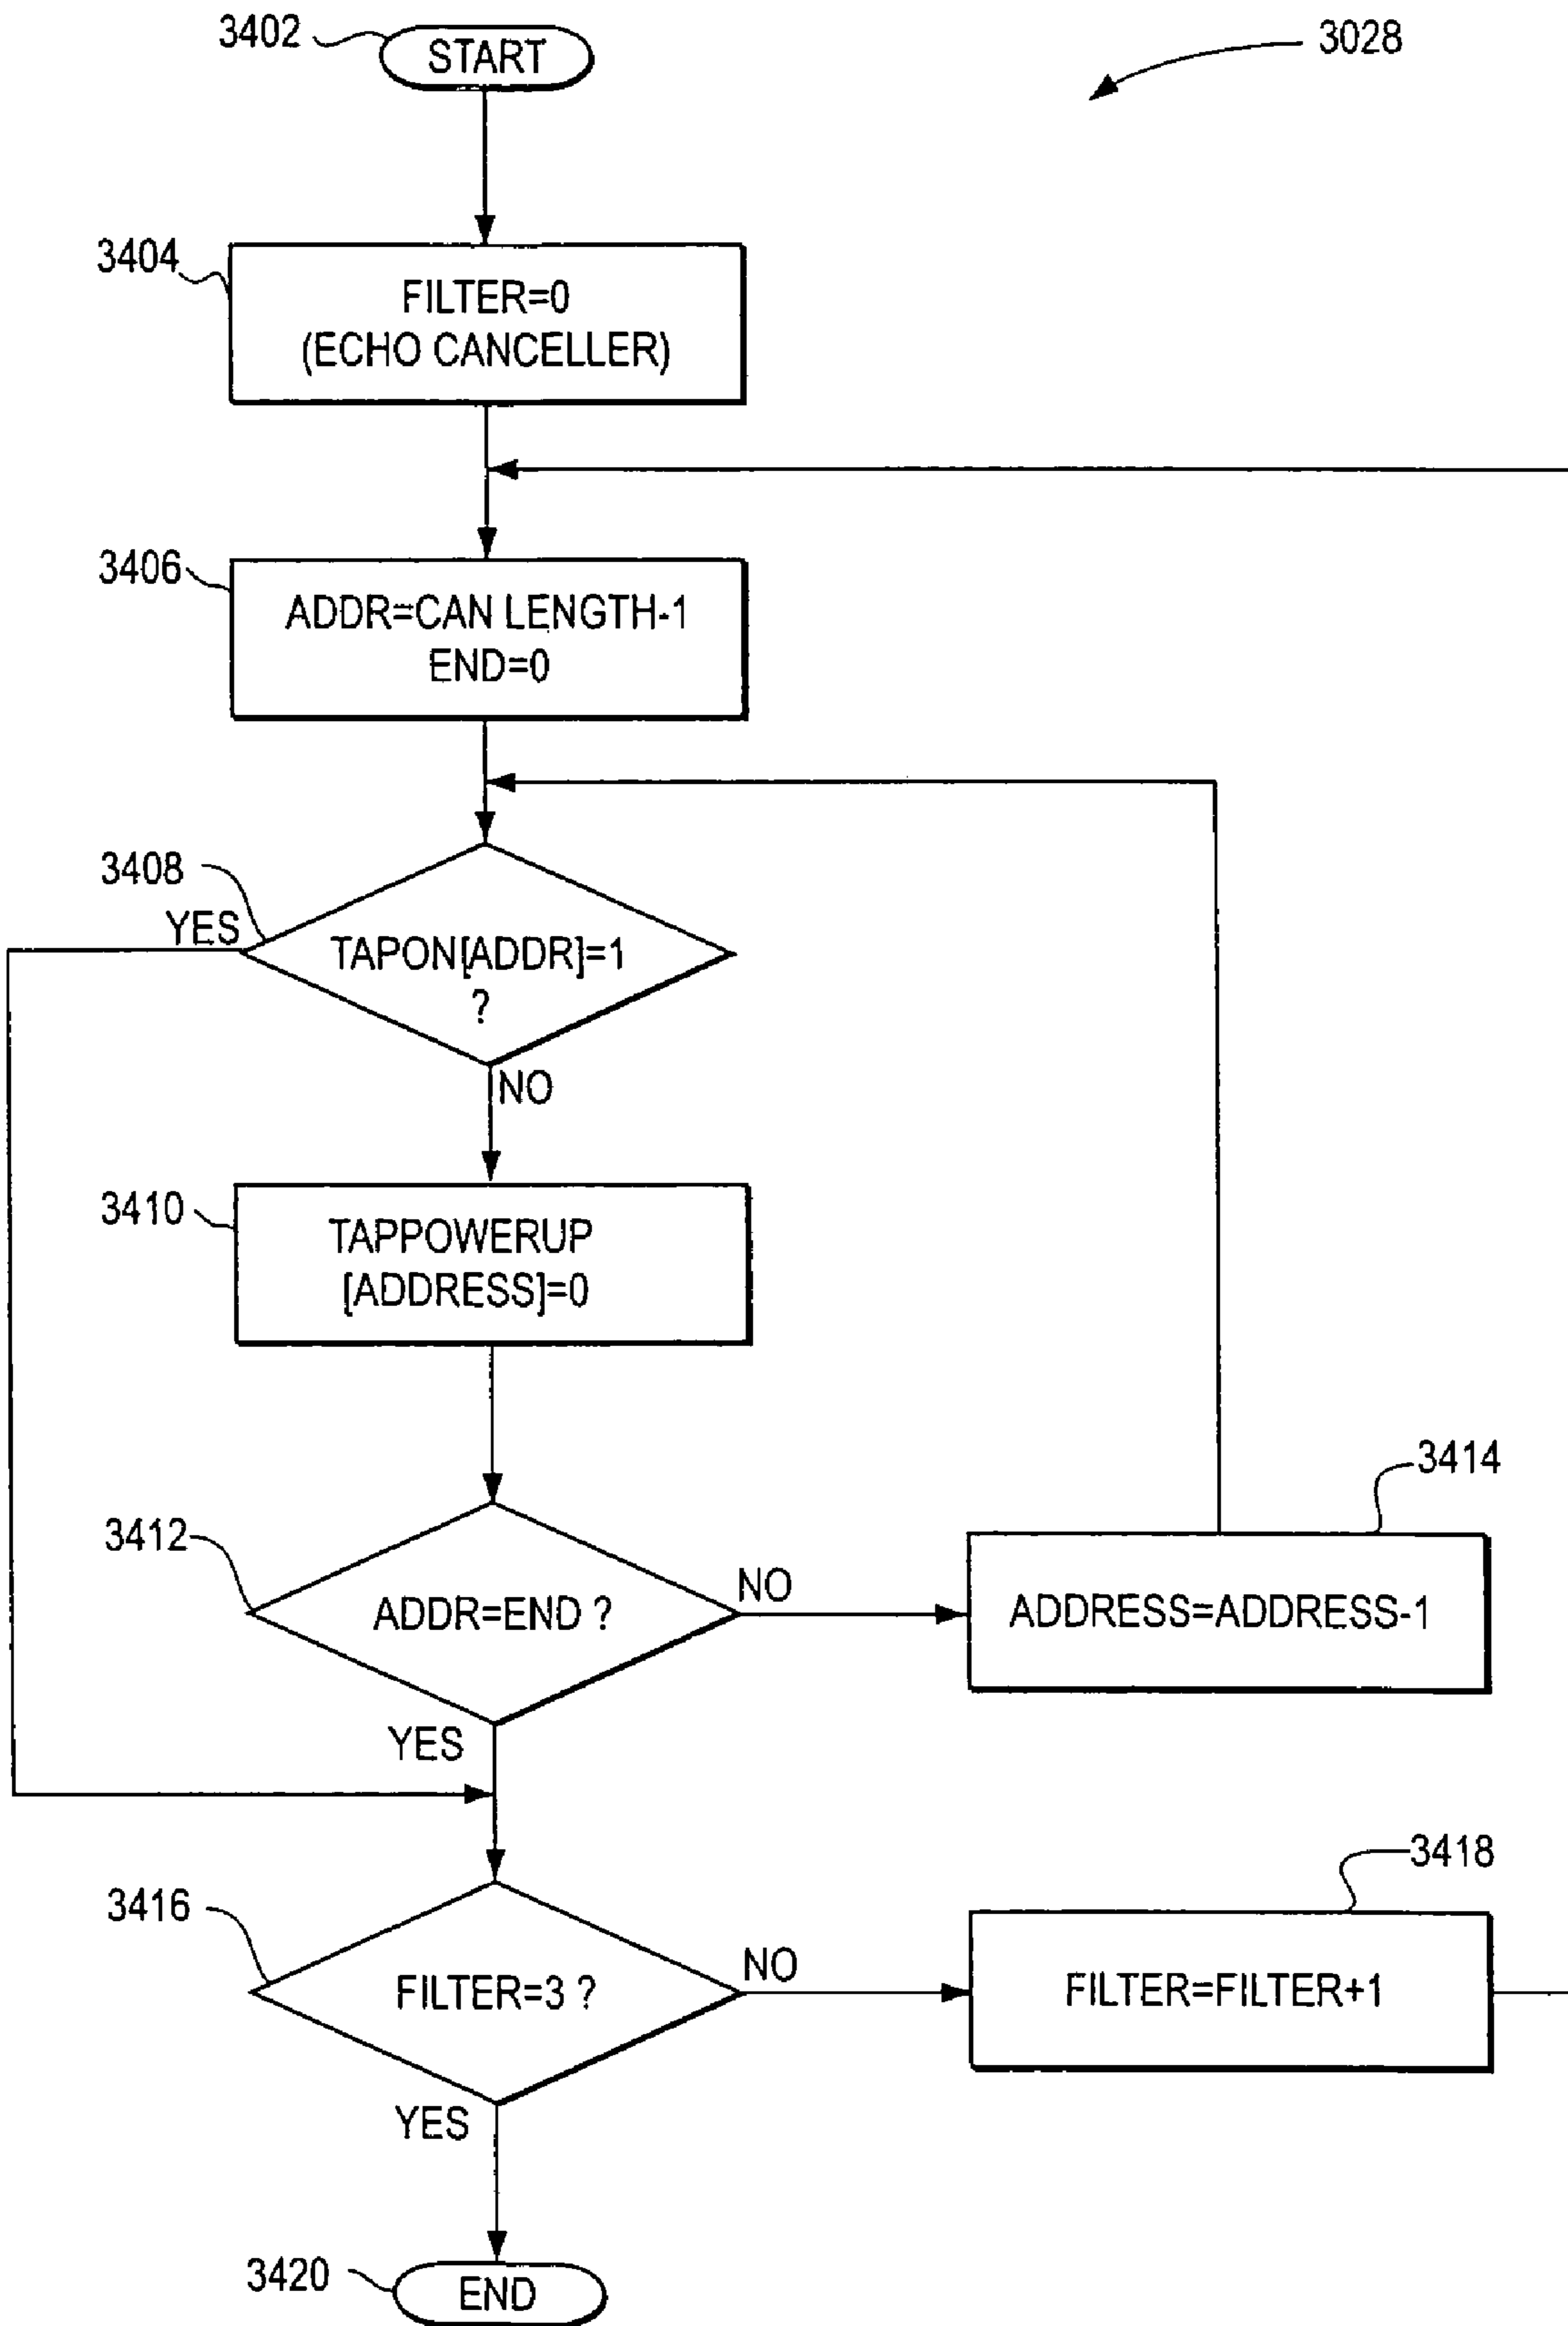 3402
START
3028
3404
FILTER=0
(ECHO CANCELLER)
3406
ADDR=CAN LENGTH-1
END=0
3408
YES
TAPON[ADDR]=1
?
NO
3410
TAPPOWERUP
[ADDRESS]=0
3414
3412
ADDR=END ?
NO
ADDRESS=ADDRESS-1
YES
3418
3416
FILTER=3 ?
NO
FILTER=FILTER+1
YES
3420
END